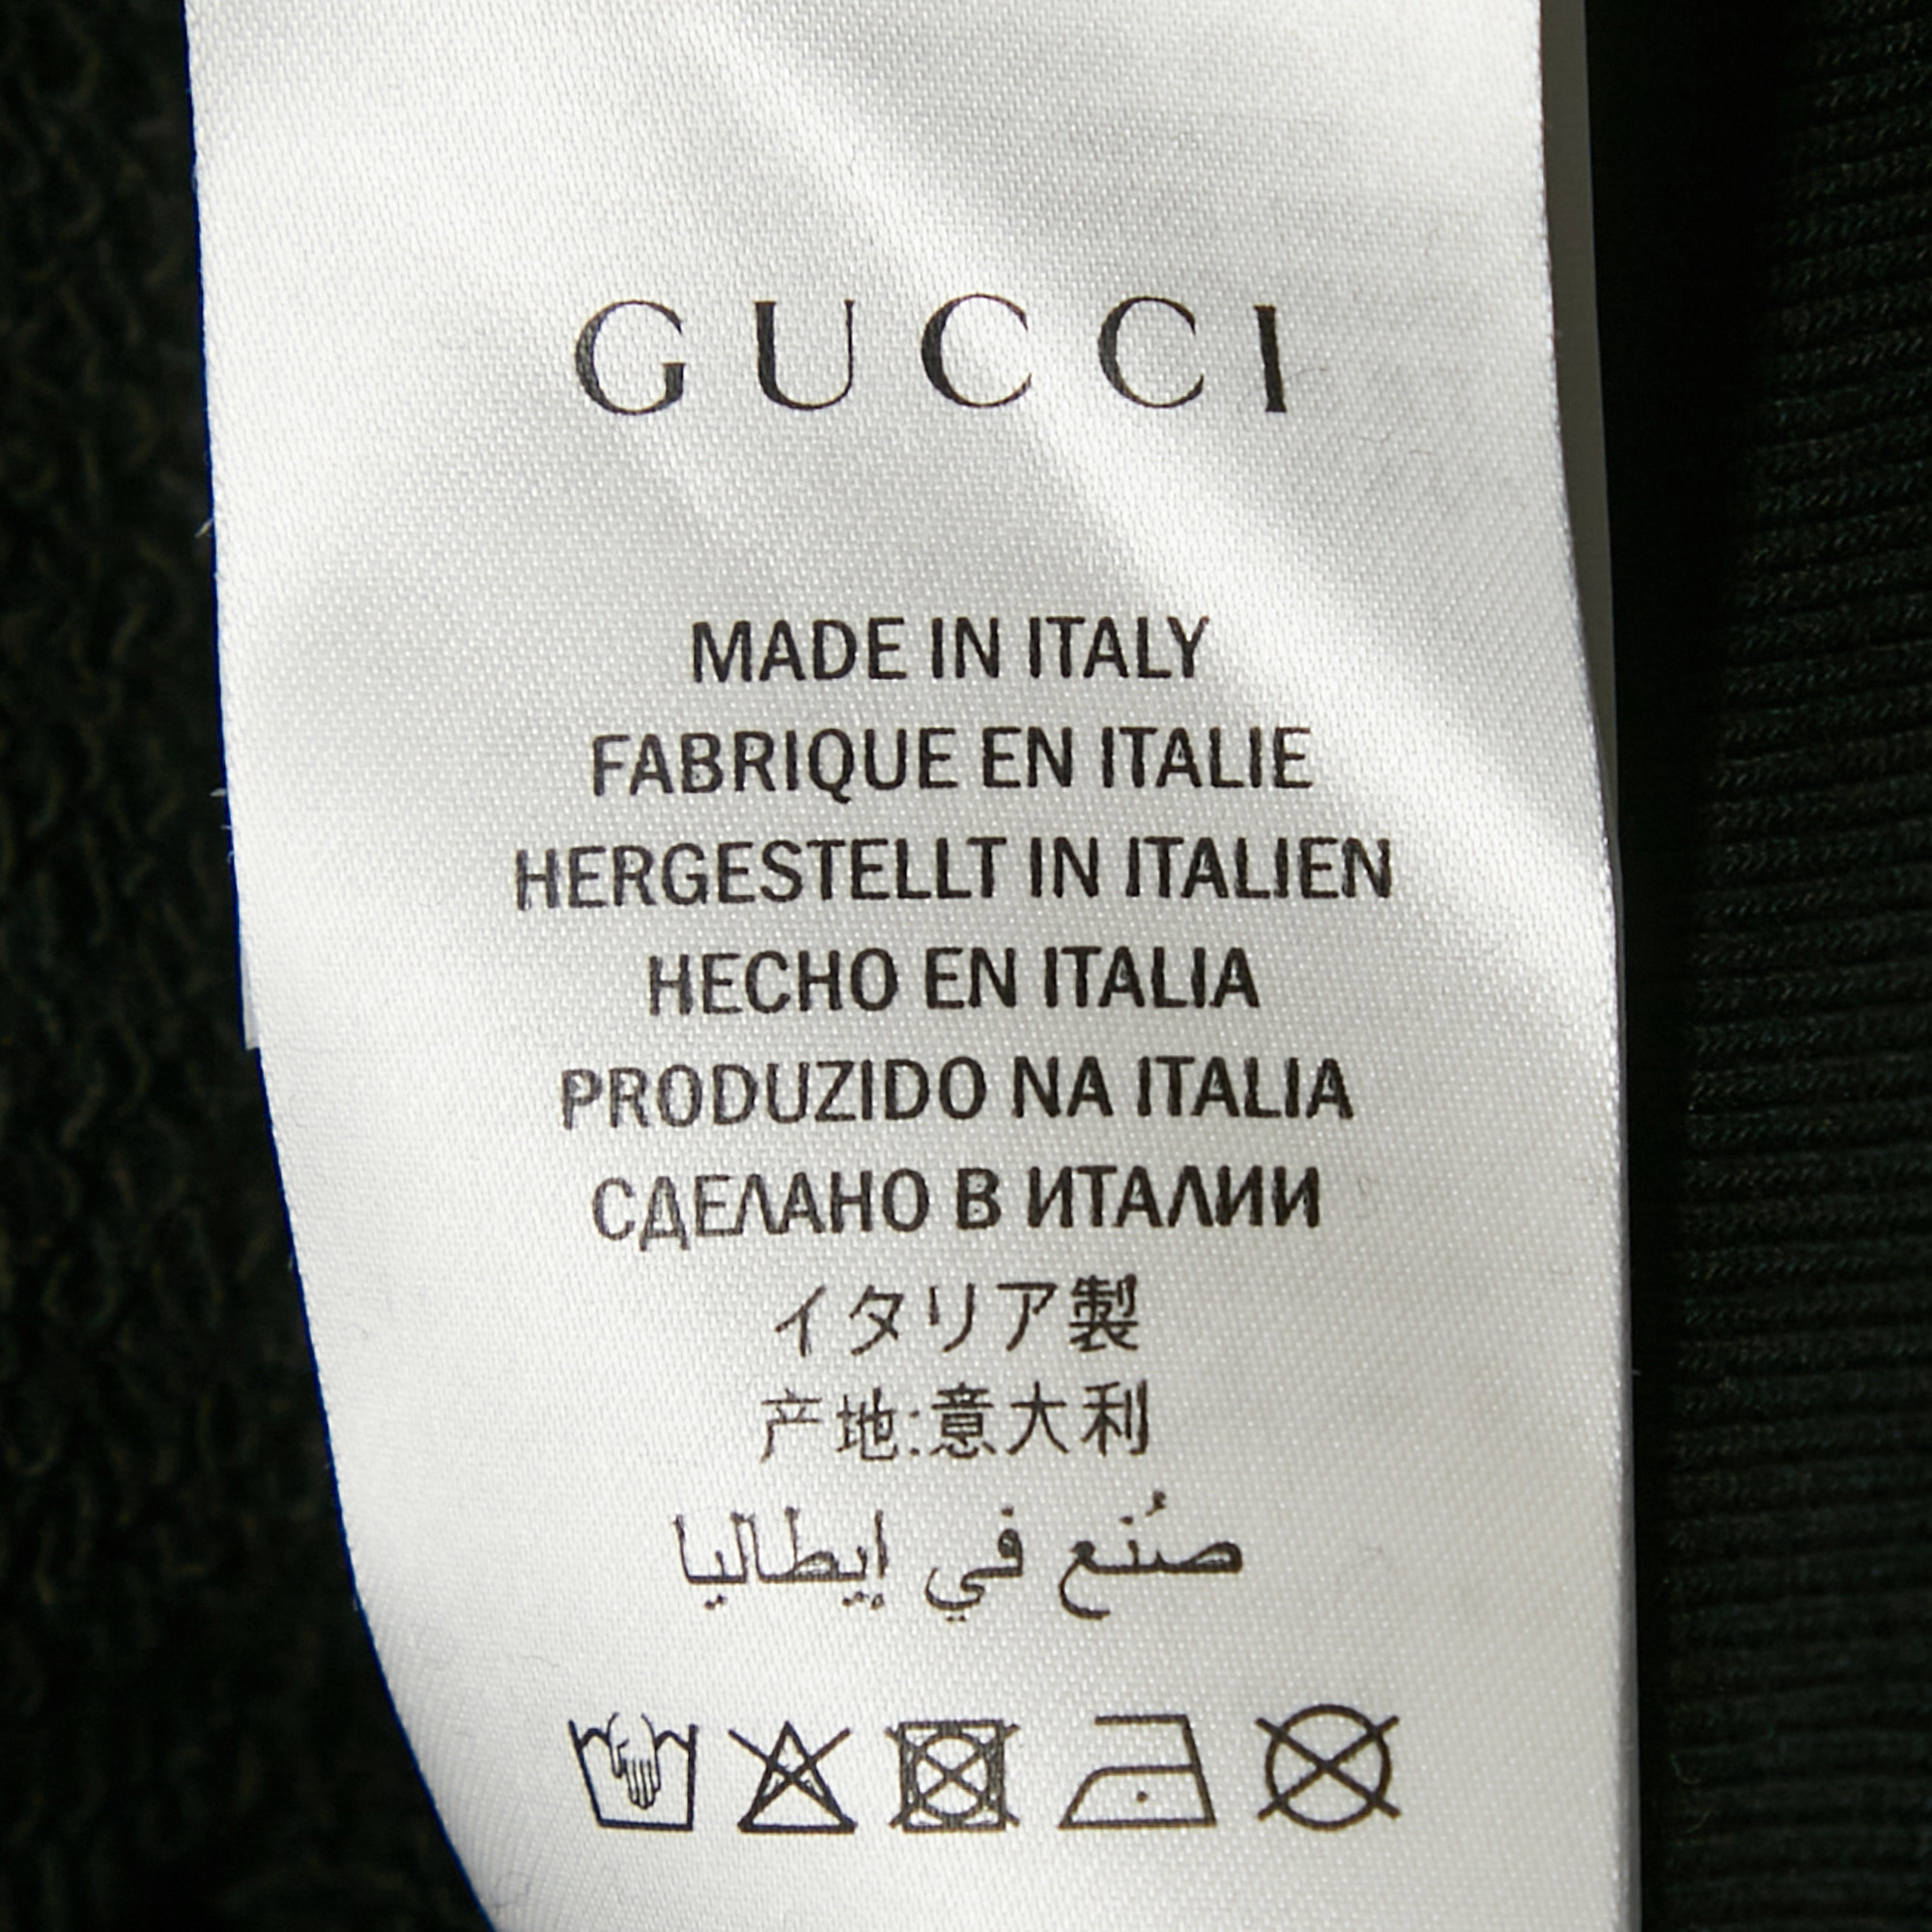 GUCCI
MADE IN ITALY
FABRIQUE EN ITALIE
HERGESTELLT IN ITALIEN
HECHO EN ITALIA
PRODUZIDO NA ITALIA
СДЕЛАНО В ИТАЛИИ
イタリア製
产地:意大利
صُنع في إيطاليا